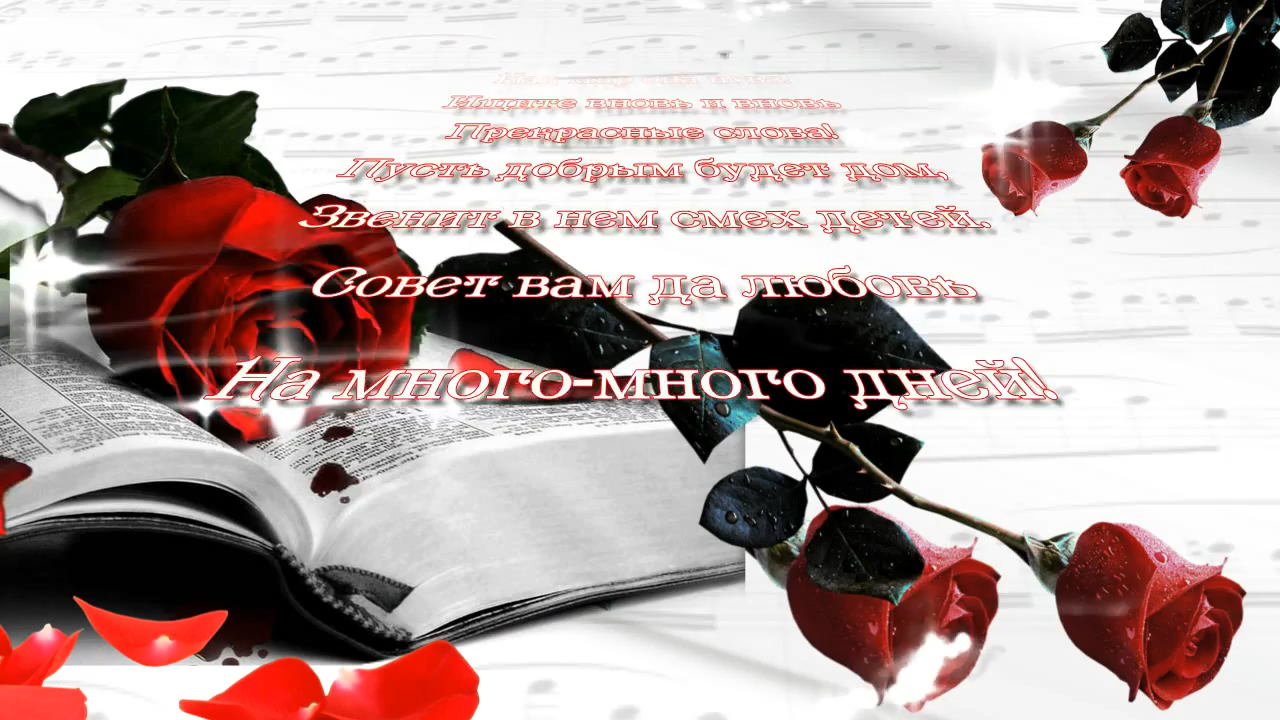 Ищите вновь и вновь
Прекрасные слова!
Пусть добрым будет дом,
Звенит в нем смех детей.
Совет вам да любовь
На много-много дней!